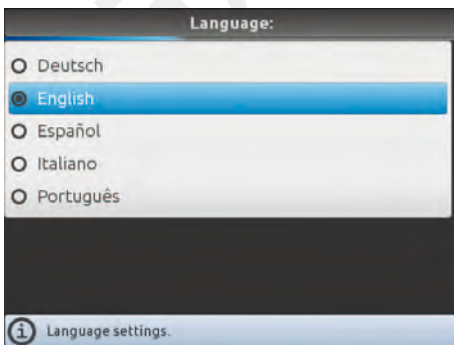 Language:
Deutsch
English
Español
Italiano
Português
Language settings.